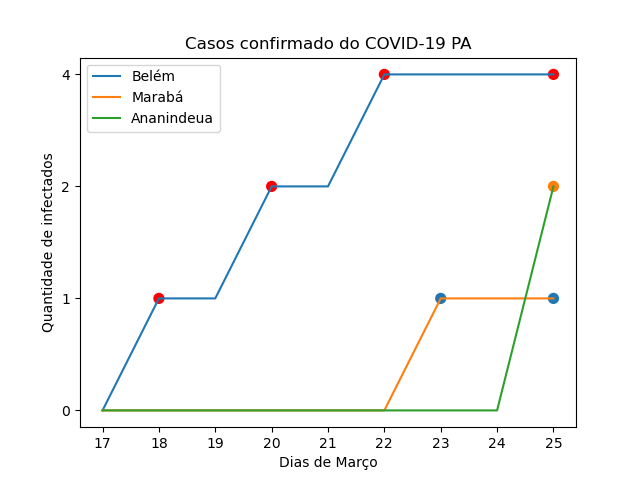 Casos confirmado do COVID-19 PA
Belém
Marabá
Ananindeua
Quantidade de infectados
4
2
1
0
17 18 19 20 21 22 23 24 25
Dias de Março